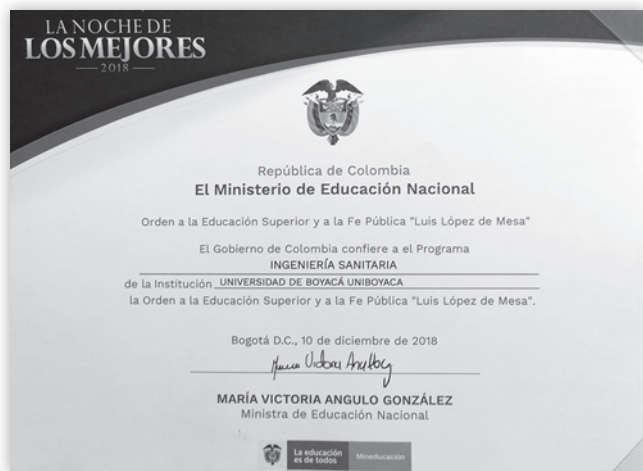 LA NOCHE DE
LOS MEJORES
2018
República de Colombia
El Ministerio de Educación Nacional
Orden a la Educación Superior y a la Fe Pública "Luis López de Mesa"
El Gobierno de Colombia confiere a el Programa
INGENIERÍA SANITARIA
de la Institución UNIVERSIDAD DE BOYACÁ UNIBOYACA
la Orden a la Educación Superior y a la Fe Pública "Luis López de Mesa".
Bogotá D.C., 10 de diciembre de 2018
MARÍA VICTORIA ANGULO GONZÁLEZ
Ministra de Educación Nacional
La educación
es de todos
Mineducación